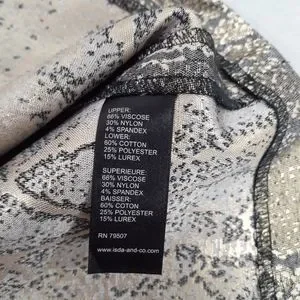 UPPER:
66% VISCOSE
30% NYLON
4% SPANDEX
LOWER:
60% COTTON
25% POLYESTER
15% LUREX
SUPERIEURE:
66% VISCOSE
30% NYLON
4% SPANDEX
BAISSER:
60% COTON
25% POLYESTER
15% LUREX
RN 79507
www.isda-and-co.com